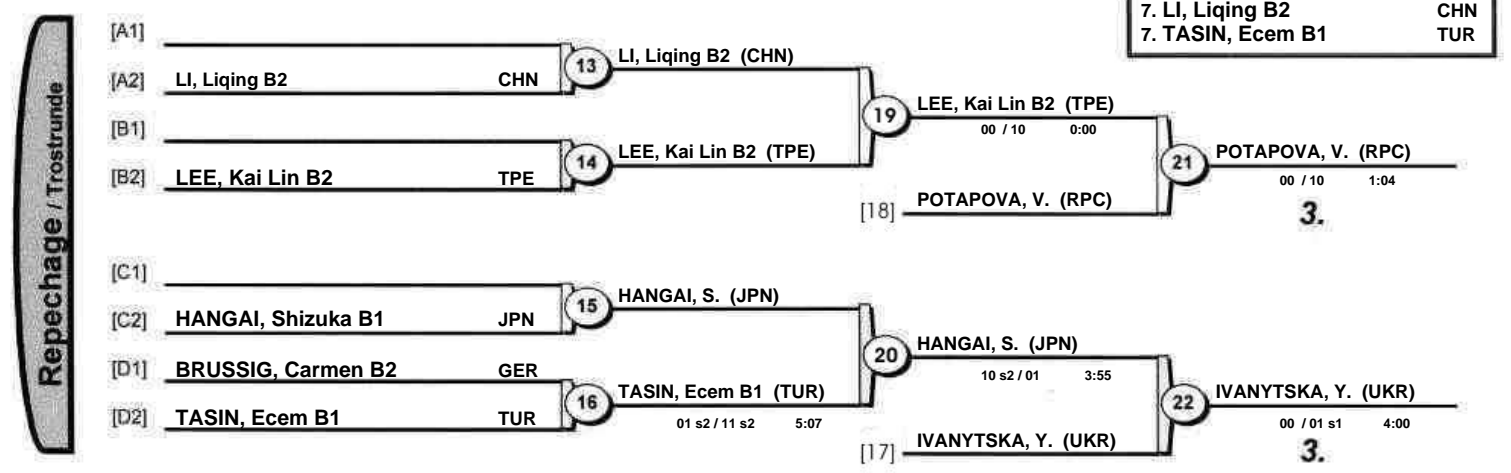 7. LI, Liqing B2 CHN
7. TASIN, Ecem B1 TUR
Repechage / Trostrunde
[A1]
[A2] LI, Liqing B2 CHN
13 LI, Liqing B2 (CHN)
[B1]
[B2] LEE, Kai Lin B2 TPE
14 LEE, Kai Lin B2 (TPE)
19 LEE, Kai Lin B2 (TPE)
00 / 10 0:00
[18] POTAPOVA, V. (RPC)
21 POTAPOVA, V. (RPC)
00 / 10 1:04
3.
[C1]
[C2] HANGAI, Shizuka B1 JPN
15 HANGAI, S. (JPN)
[D1] BRUSSIG, Carmen B2 GER
[D2] TASIN, Ecem B1 TUR
16 TASIN, Ecem B1 (TUR)
01 s2 / 11 s2 5:07
20 HANGAI, S. (JPN)
10 s2 / 01 3:55
[17] IVANYTSKA, Y. (UKR)
22 IVANYTSKA, Y. (UKR)
00 / 01 s1 4:00
3.